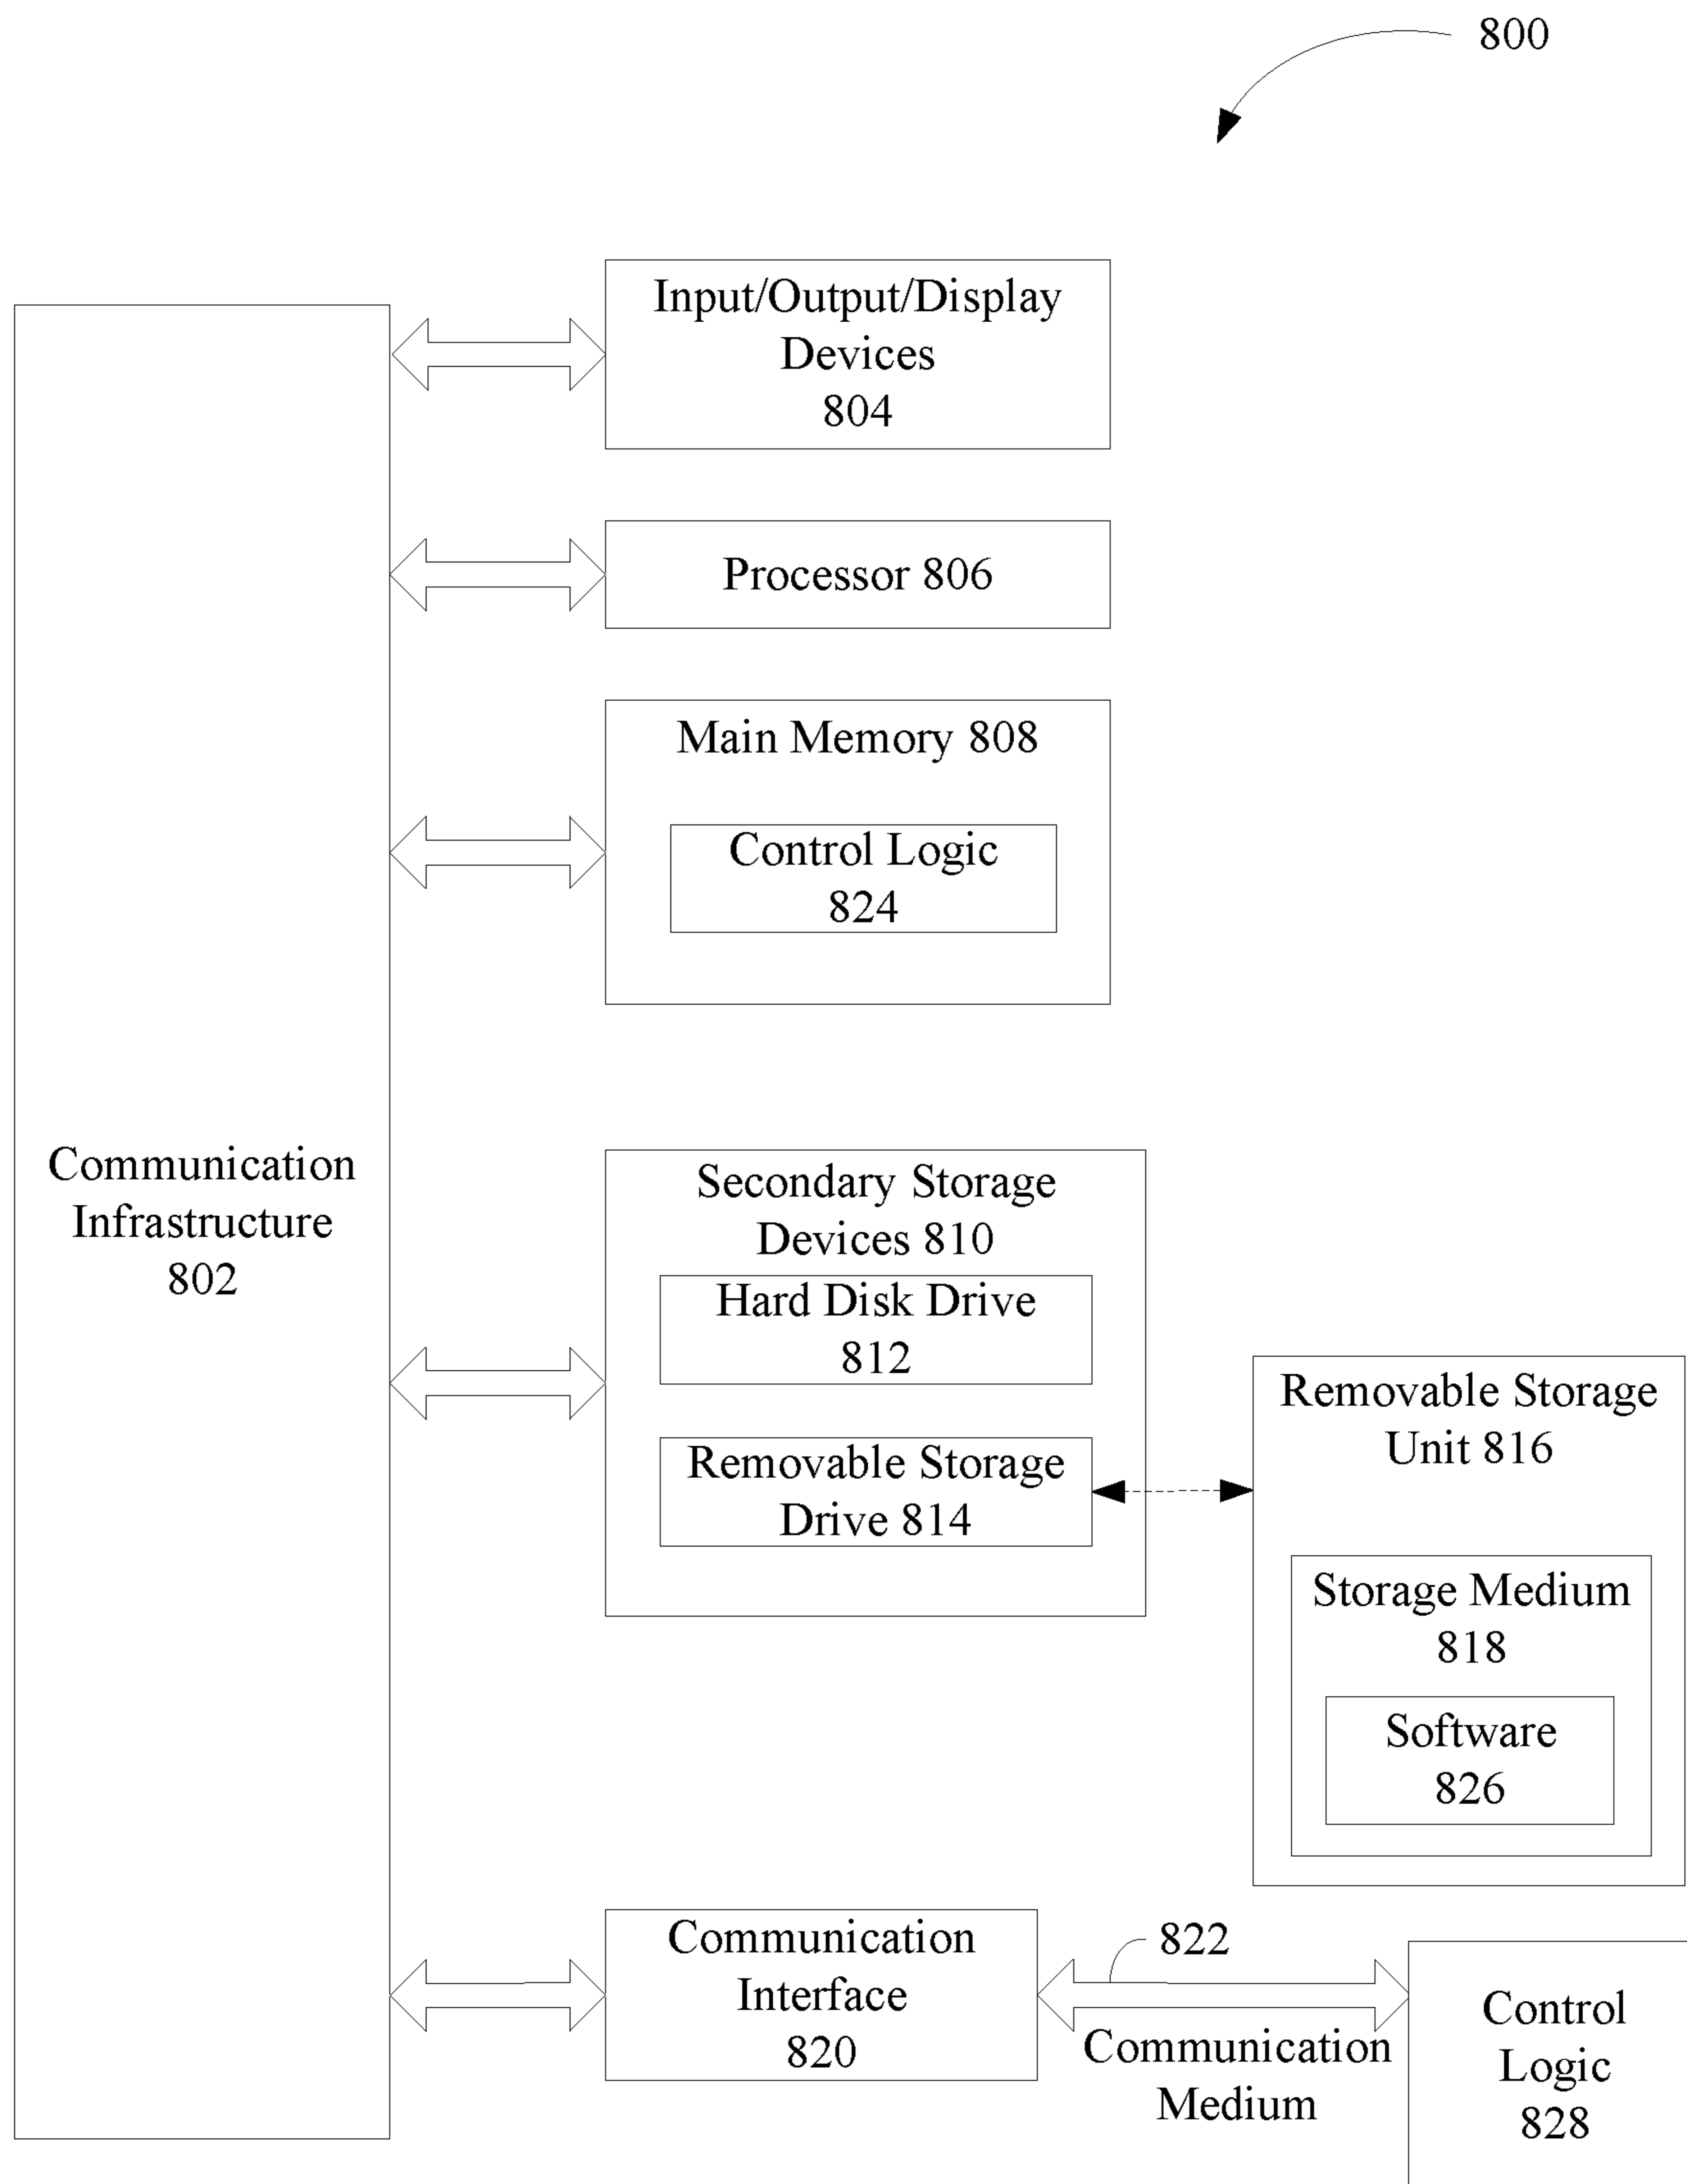 800
Input/Output/Display
Devices
804
Processor 806
Main Memory 808
Control Logic
824
Communication
Infrastructure
802
Secondary Storage
Devices 810
Hard Disk Drive
812
Removable Storage
Drive 814
Removable Storage
Unit 816
Storage Medium
818
Software
826
Communication
Interface
820
822
Communication
Medium
Control
Logic
828